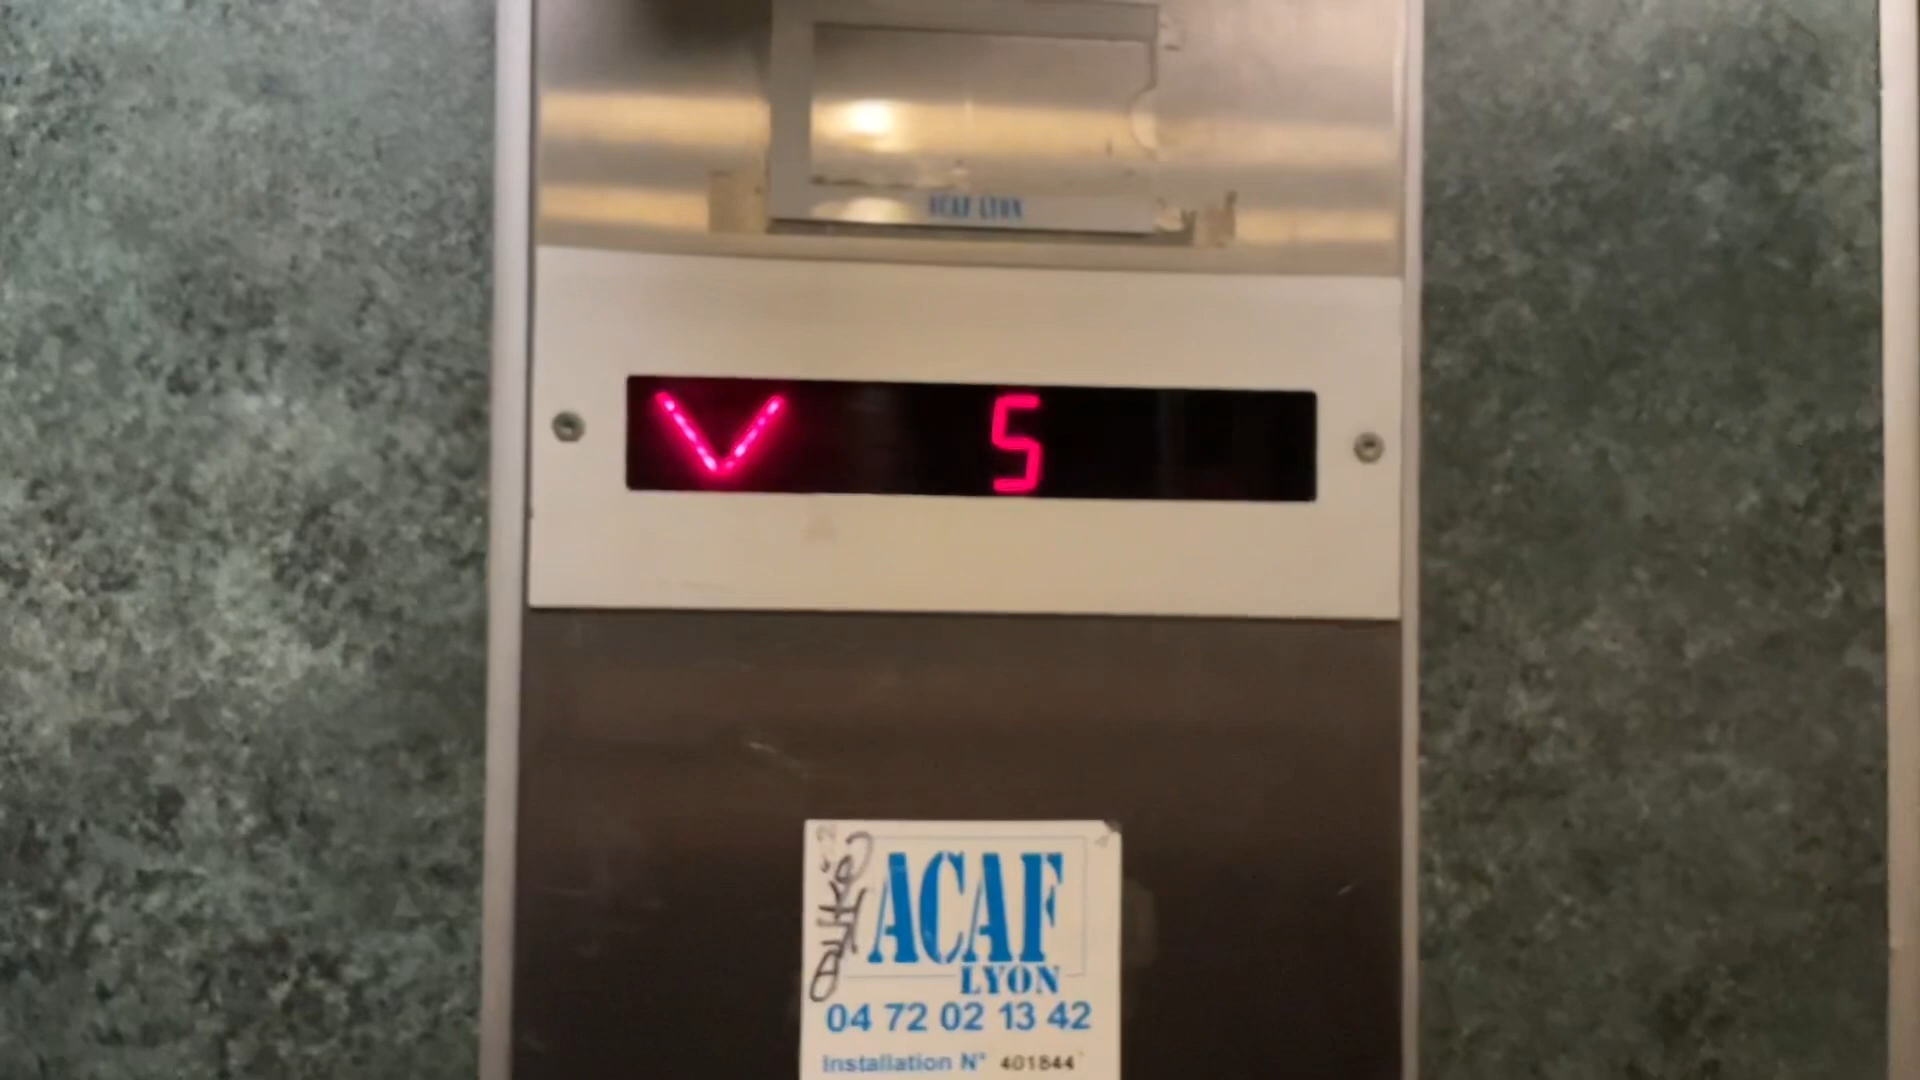 ACAF LYON
5
ACAF
LYON
04 72 02 13 42
Installation N° 401844